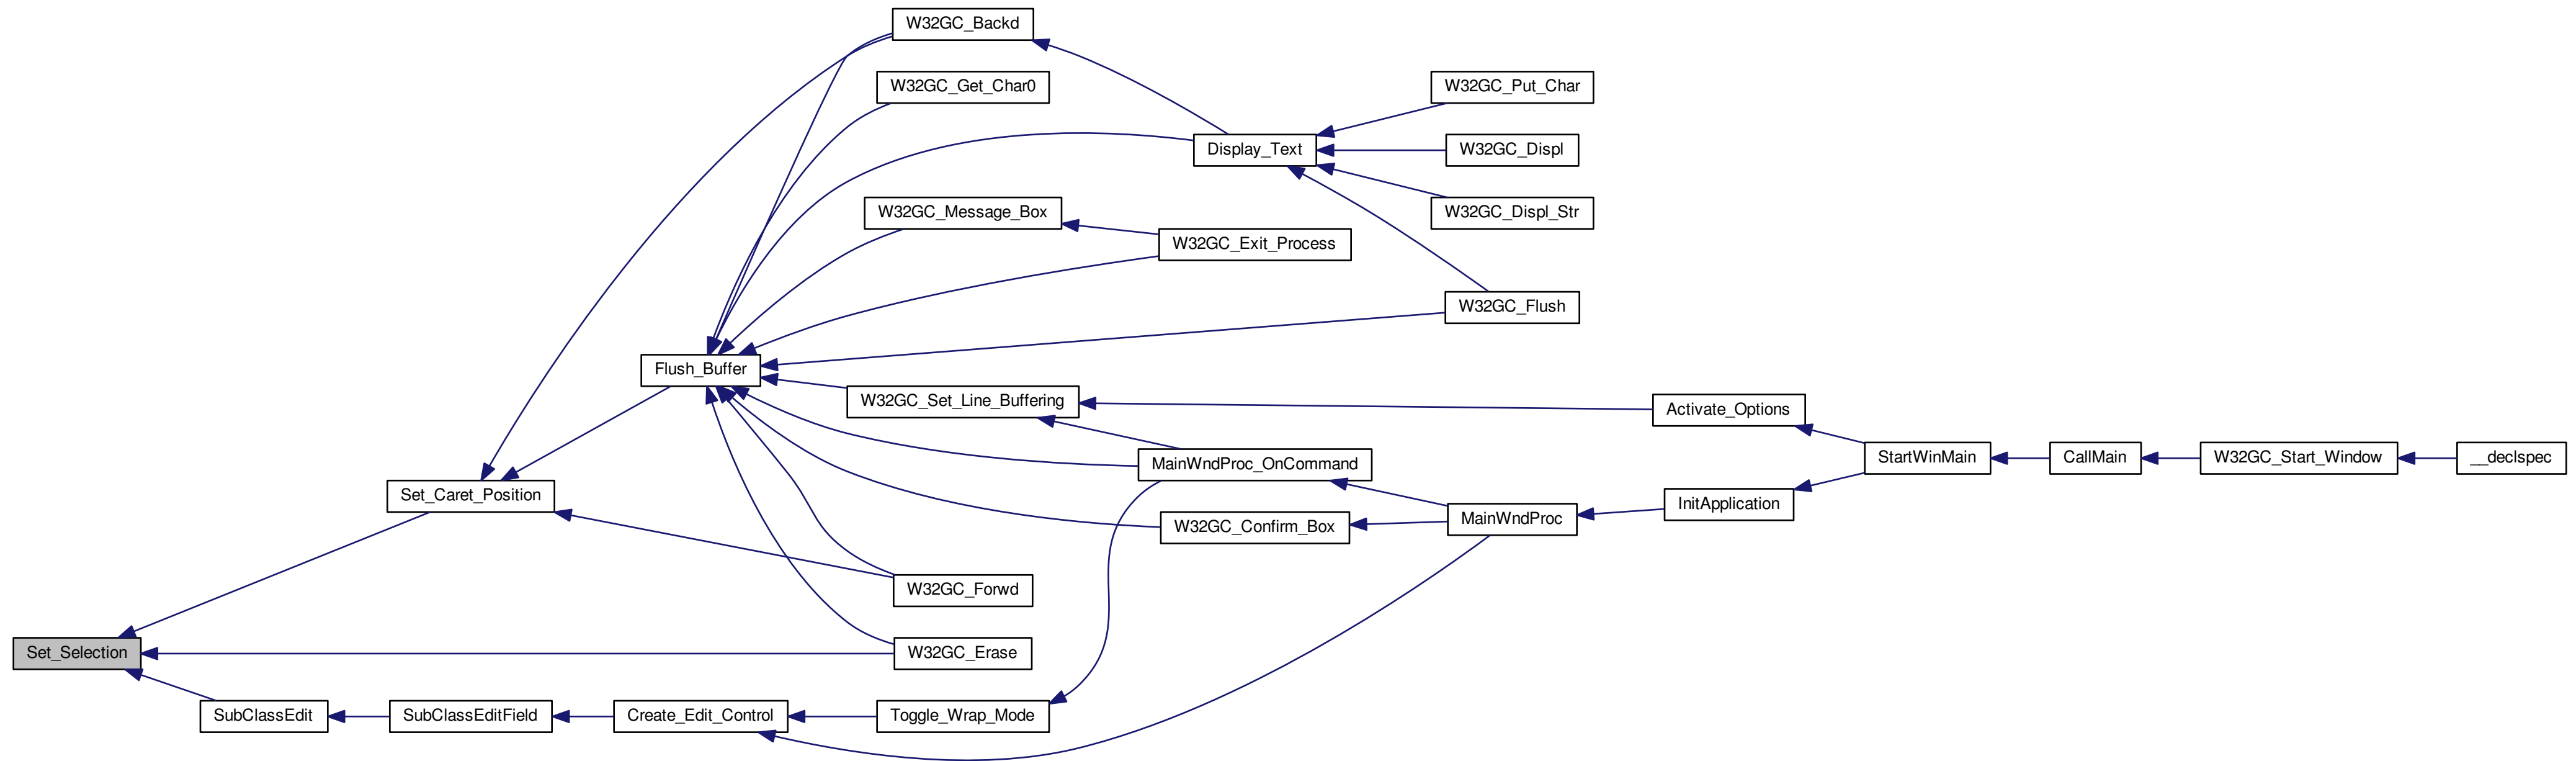 W32GC_Backd
W32GC_Get_Char0
W32GC_Put_Char
Display_Text
W32GC_Displ
W32GC_Message_Box
W32GC_Displ_Str
W32GC_Exit_Process
W32GC_Flush
Flush_Buffer
W32GC_Set_Line_Buffering
Activate_Options
MainWndProc_OnCommand
StartWinMain
CallMain
W32GC_Start_Window
__declspec
Set_Caret_Position
InitApplication
W32GC_Confirm_Box
MainWndProc
W32GC_Forwd
Set_Selection
W32GC_Erase
SubClassEdit
SubClassEditField
Create_Edit_Control
Toggle_Wrap_Mode